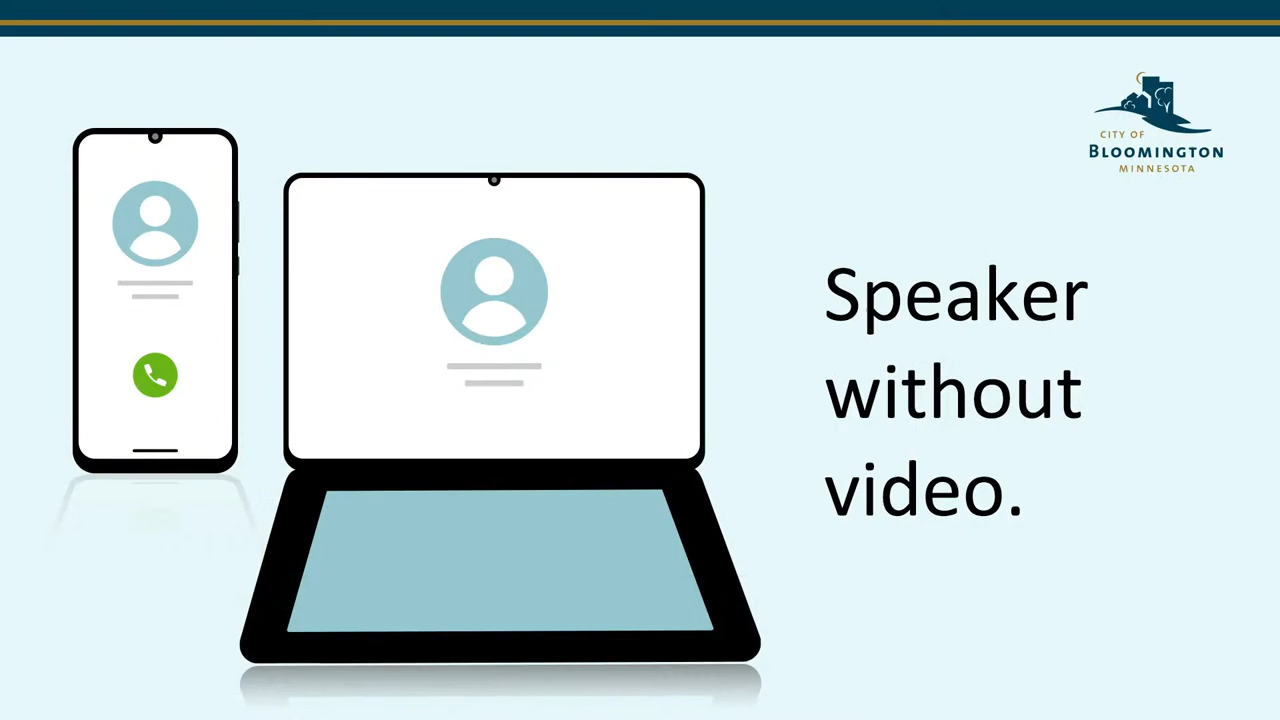 CITY OF
BLOOMINGTON
MINNESOTA
Speaker
without
video.